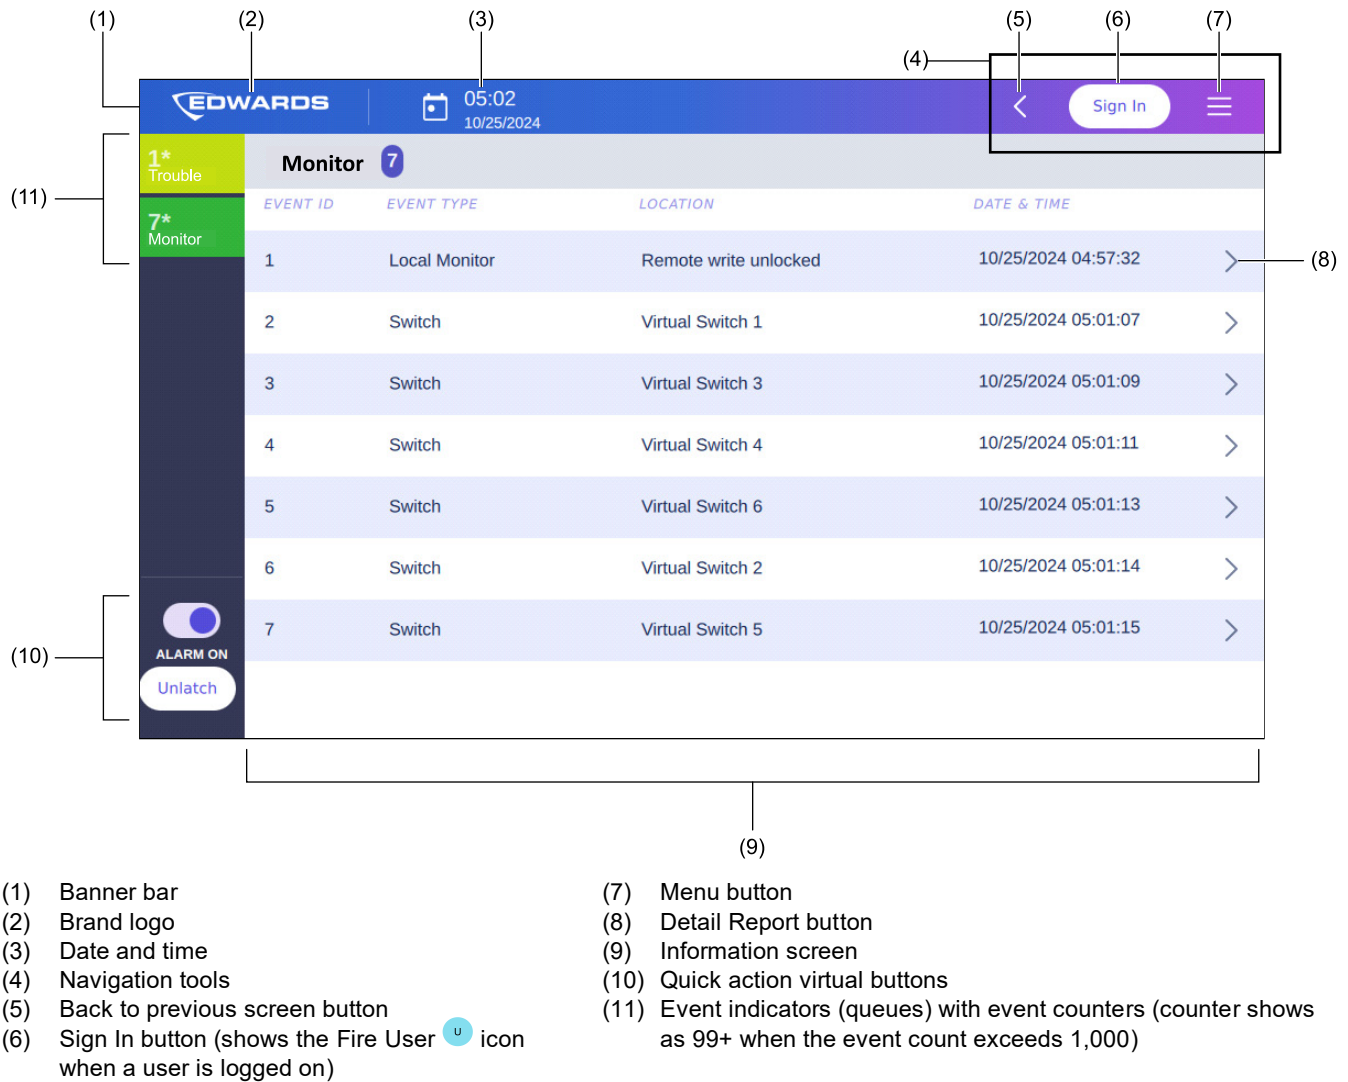 (1)
(2)
(3)
(4)
(5)
(6)
(7)
EDWARDS
05:02
10/25/2024
Sign In
1*
Trouble
7*
Monitor
(11)
Monitor 7
EVENT ID EVENT TYPE LOCATION DATE & TIME
1 Local Monitor Remote write unlocked 10/25/2024 04:57:32
(8)
2 Switch Virtual Switch 1 10/25/2024 05:01:07
3 Switch Virtual Switch 3 10/25/2024 05:01:09
4 Switch Virtual Switch 4 10/25/2024 05:01:11
5 Switch Virtual Switch 6 10/25/2024 05:01:13
6 Switch Virtual Switch 2 10/25/2024 05:01:14
7 Switch Virtual Switch 5 10/25/2024 05:01:15
(10)
ALARM ON
Unlatch
(9)
(1) Banner bar
(2) Brand logo
(3) Date and time
(4) Navigation tools
(5) Back to previous screen button
(6) Sign In button (shows the Fire User U icon
when a user is logged on)
(7) Menu button
(8) Detail Report button
(9) Information screen
(10) Quick action virtual buttons
(11) Event indicators (queues) with event counters (counter shows
as 99+ when the event count exceeds 1,000)